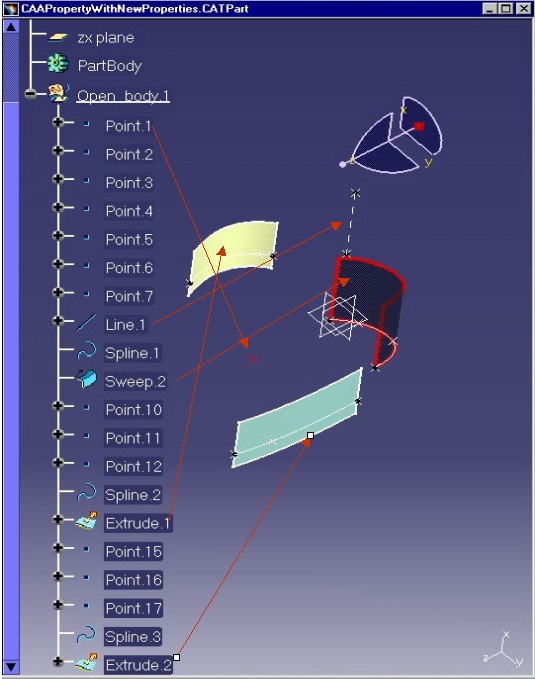 CAAPropertyWithNewProperties.CATPart
zx plane
PartBody
Open_body.1
Point.1
Point.2
Point.3
Point.4
Point.5
Point.6
Point.7
Line.1
Spline.1
Sweep.2
Point.10
Point.11
Point.12
Spline.2
Extrude.1
Point.15
Point.16
Point.17
Spline.3
Extrude.2
x
z
y
x
z
y